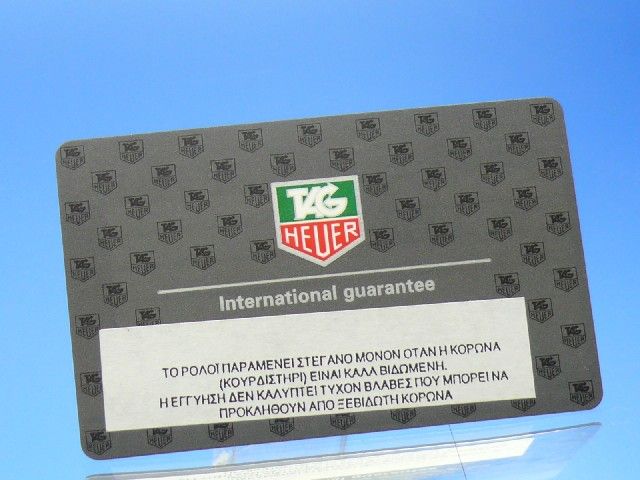 TAG
HEUER
International guarantee
ΤΟ ΡΟΛΟΪ ΠΑΡΑΜΕΝΕΙ ΣΤΕΓΑΝΟ ΜΟΝΟΝ ΟΤΑΝ Η ΚΟΡΩΝΑ
(ΚΟΥΡΔΙΣΤΗΡΙ) ΕΙΝΑΙ ΚΑΛΑ ΒΙΔΩΜΕΝΗ.
Η ΕΓΓΥΗΣΗ ΔΕΝ ΚΑΛΥΠΤΕΙ ΤΥΧΟΝ ΒΛΑΒΕΣ ΠΟΥ ΜΠΟΡΕΙ ΝΑ
ΠΡΟΚΛΗΘΟΥΝ ΑΠΟ ΞΕΒΙΔΩΤΗ ΚΟΡΩΝΑ